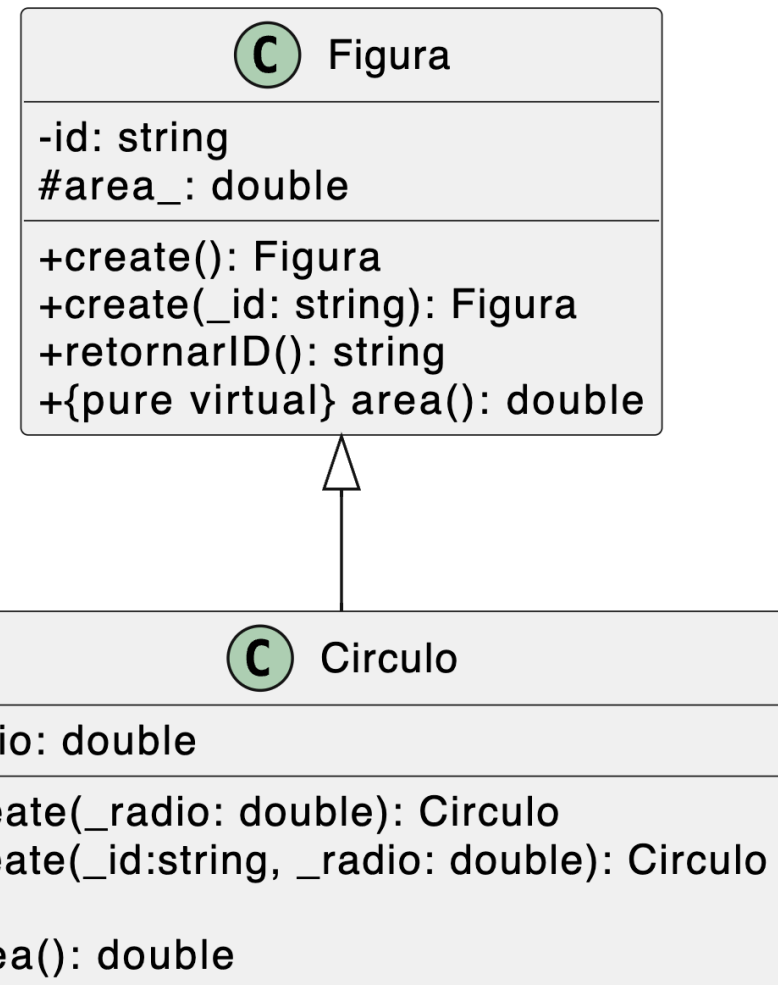 C Figura
-id: string
#area_: double
+create(): Figura
+create(_id: string): Figura
+retornarID(): string
+{pure virtual} area(): double
C Circulo
io: double
eate(_radio: double): Circulo
eate(_id:string, _radio: double): Circulo
ea(): double